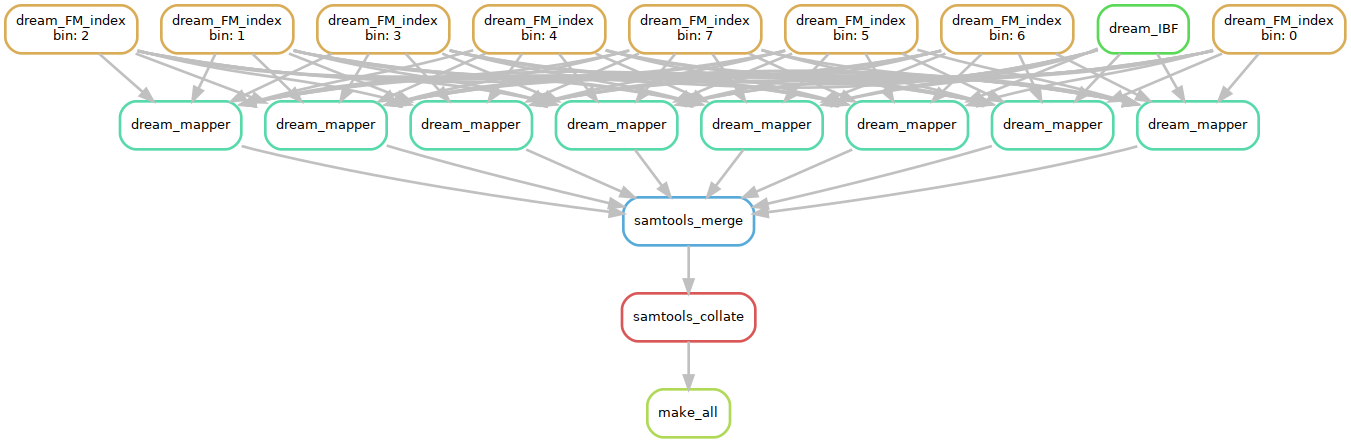 dream_FM_index
bin: 2
dream_FM_index
bin: 1
dream_FM_index
bin: 3
dream_FM_index
bin: 4
dream_FM_index
bin: 7
dream_FM_index
bin: 5
dream_FM_index
bin: 6
dream_IBF
dream_FM_index
bin: 0
dream_mapper
dream_mapper
dream_mapper
dream_mapper
dream_mapper
dream_mapper
dream_mapper
dream_mapper
samtools_merge
samtools_collate
make_all